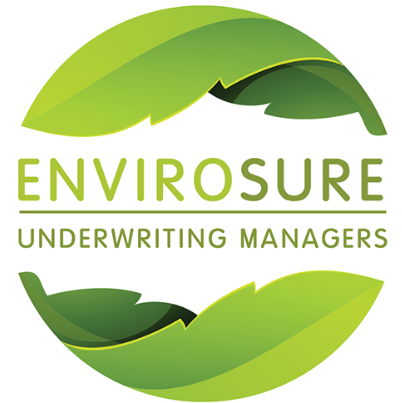 ENVIROSURE
UNDERWRITING MANAGERS